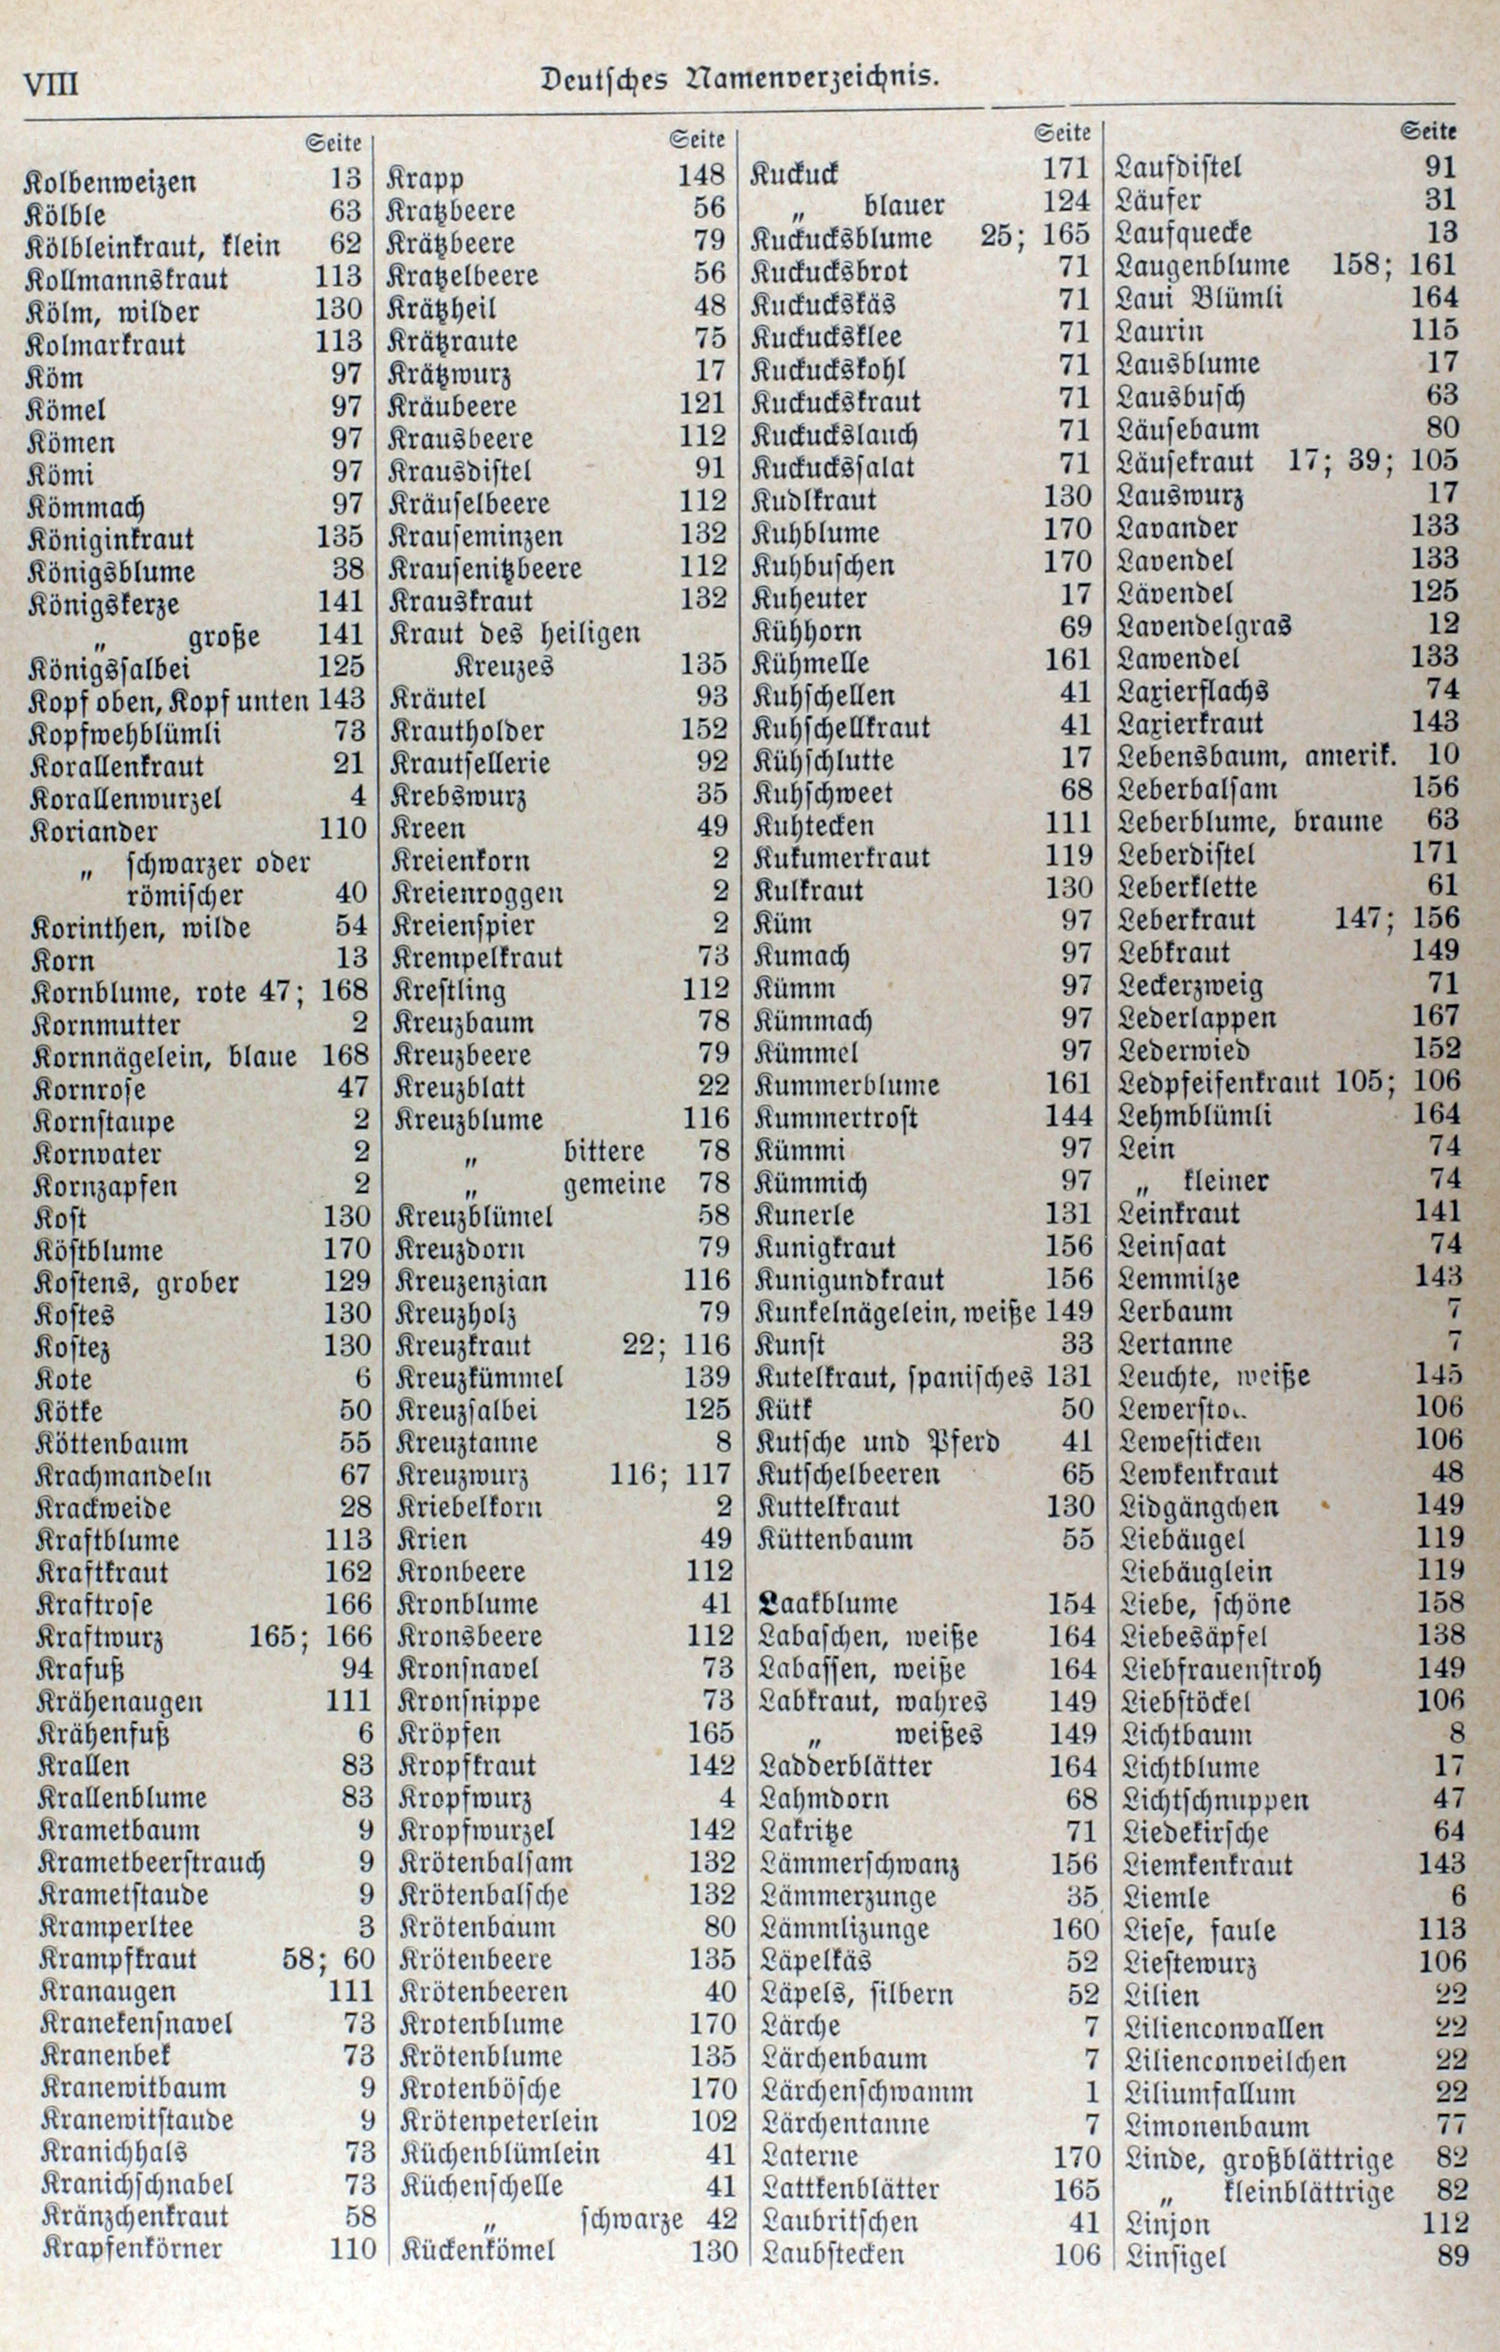 VIII
Deutsches Namenverzeichnis.
Seite
Kolbenweizen 13
Kölble 63
Kölbleinkraut, klein 62
Kollmannskraut 113
Kölm, wilder 130
Kolmarkraut 113
Köm 97
Kömel 97
Kömen 97
Kömi 97
Kömmach 97
Königinkraut 135
Königsblume 38
Königskerze 141
„ große 141
Königssalbei 125
Kopf oben, Kopf unten 143
Kopfwehblümli 73
Korallenkraut 21
Korallenwurzel 4
Koriander 110
„ schwarzer oder
römischer 40
Korinthen, wilde 54
Korn 13
Kornblume, rote 47; 168
Kornmutter 2
Kornnägelein, blaue 168
Kornrose 47
Kornstaupe 2
Kornvater 2
Kornzapfen 2
Kost 130
Köstblume 170
Kostens, grober 129
Kostes 130
Kostez 130
Kote 6
Kötke 50
Köttenbaum 55
Krachmandeln 67
Krackweide 28
Kraftblume 113
Kraftkraut 162
Kraftrose 166
Kraftwurz 165; 166
Krafuß 94
Krähenaugen 111
Krähenfuß 6
Krallen 83
Krallenblume 83
Krametbaum 9
Krametbeerstrauch 9
Krametstaude 9
Kramperltee 3
Krampfkraut 58; 60
Kranaugen 111
Kranekensnavel 73
Kranenbek 73
Kranewitbaum 9
Kranewitstaude 9
Kranichhals 73
Kranichschnabel 73
Kränzchenkraut 58
Krapfenkörner 110
Seite
Krapp 148
Kratzbeere 56
Krätzbeere 79
Kratzelbeere 56
Krätzheil 48
Krätzraute 75
Krätzwurz 17
Kräubeere 121
Krausbeere 112
Krausdistel 91
Kräuselbeere 112
Krauseminzen 132
Krausenitzbeere 112
Krauskraut 132
Kraut des heiligen
Kreuzes 135
Kräutel 93
Krautholder 152
Krautsellerie 92
Krebswurz 35
Kreen 49
Kreienkorn 2
Kreienroggen 2
Kreienspier 2
Krempelkraut 73
Krestling 112
Kreuzbaum 78
Kreuzbeere 79
Kreuzblatt 22
Kreuzblume 116
„ bittere 78
„ gemeine 78
Kreuzblümel 58
Kreuzdorn 79
Kreuzenzian 116
Kreuzholz 79
Kreuzkraut 22; 116
Kreuzkümmel 139
Kreuzsalbei 125
Kreuztanne 8
Kreuzwurz 116; 117
Kriebelkorn 2
Krien 49
Kronbeere 112
Kronblume 41
Kronsbeere 112
Kronsnavel 73
Kronsnippe 73
Kröpfen 165
Kropfkraut 142
Kropfwurz 4
Kropfwurzel 142
Krötenbalsam 132
Krötenbalsche 132
Krötenbaum 80
Krötenbeere 135
Krötenbeeren 40
Krotenblume 170
Krötenblume 135
Krotenbösche 170
Krötenpeterlein 102
Küchenblümlein 41
Küchenschelle 41
„ schwarze 42
Kückenkömel 130
Seite
Kuckuck 171
„ blauer 124
Kuckucksblume 25; 165
Kuckucksbrot 71
Kuckuckskäs 71
Kuckucksklee 71
Kuckuckskohl 71
Kuckuckskraut 71
Kuckuckslauch 71
Kuckuckssalat 71
Kudlkraut 130
Kuhblume 170
Kuhbuschen 170
Kuheuter 17
Kühhorn 69
Kühmelle 161
Kuhschellen 41
Kuhschellkraut 41
Kühschlutte 17
Kuhschweet 68
Kuhtecken 111
Kukumerkraut 119
Kulkraut 130
Küm 97
Kumach 97
Kümm 97
Kümmach 97
Kümmel 97
Kummerblume 161
Kummertrost 144
Kümmi 97
Kümmich 97
Kunerle 131
Kunigkraut 156
Kunigundkraut 156
Kunkelnägelein, weiße 149
Kunst 33
Kutelkraut, spanisches 131
Kütk 50
Kutsche und Pferd 41
Kutschelbeeren 65
Kuttelkraut 130
Küttenbaum 55
Laakblume 154
Labaschen, weiße 164
Labassen, weiße 164
Labkraut, wahres 149
„ weißes 149
Ladderblätter 164
Lahmdorn 68
Lakritze 71
Lämmerschwanz 156
Lämmerzunge 35
Lämmlizunge 160
Läpelkäs 52
Läpels, silbern 52
Lärche 7
Lärchenbaum 7
Lärchenschwamm 1
Lärchentanne 7
Laterne 170
Lattkenblätter 165
Laubritschen 41
Laubstecken 106
Seite
Laufdistel 91
Läufer 31
Laufquecke 13
Laugenblume 158; 161
Laui Blümli 164
Laurin 115
Lausblume 17
Lausbusch 63
Läusebaum 80
Läusekraut 17; 39; 105
Lauswurz 17
Lavander 133
Lavendel 133
Lävendel 125
Lavendelgras 12
Lawendel 133
Laxierflachs 74
Laxierkraut 143
Lebensbaum, amerik. 10
Leberbalsam 156
Leberblume, braune 63
Leberdistel 171
Leberklette 61
Leberkraut 147; 156
Lebkraut 149
Leckerzweig 71
Lederlappen 167
Lederwied 152
Ledpfeifenkraut 105; 106
Lehmblümli 164
Lein 74
„ kleiner 74
Leinkraut 141
Leinsaat 74
Lemmilze 143
Lerbaum 7
Lertanne 7
Leuchte, weiße 145
106
Lewesticken 106
Lewkenkraut 48
Lidgängchen 149
Liebäugel 119
Liebäuglein 119
Liebe, schöne 158
Liebesäpfel 138
Liebfrauenstroh 149
Liebstöckel 106
Lichtbaum 8
Lichtblume 17
Lichtschnuppen 47
Liedekirsche 64
Liemkenkraut 143
Liemle 6
Liese, faule 113
Liestewurz 106
Lilien 22
Lilienconvallen 22
Lilienconveilchen 22
Liliumfallum 22
Limonenbaum 77
Linde, großblättrige 82
„ kleinblättrige 82
Linjon 112
Linsigel 89